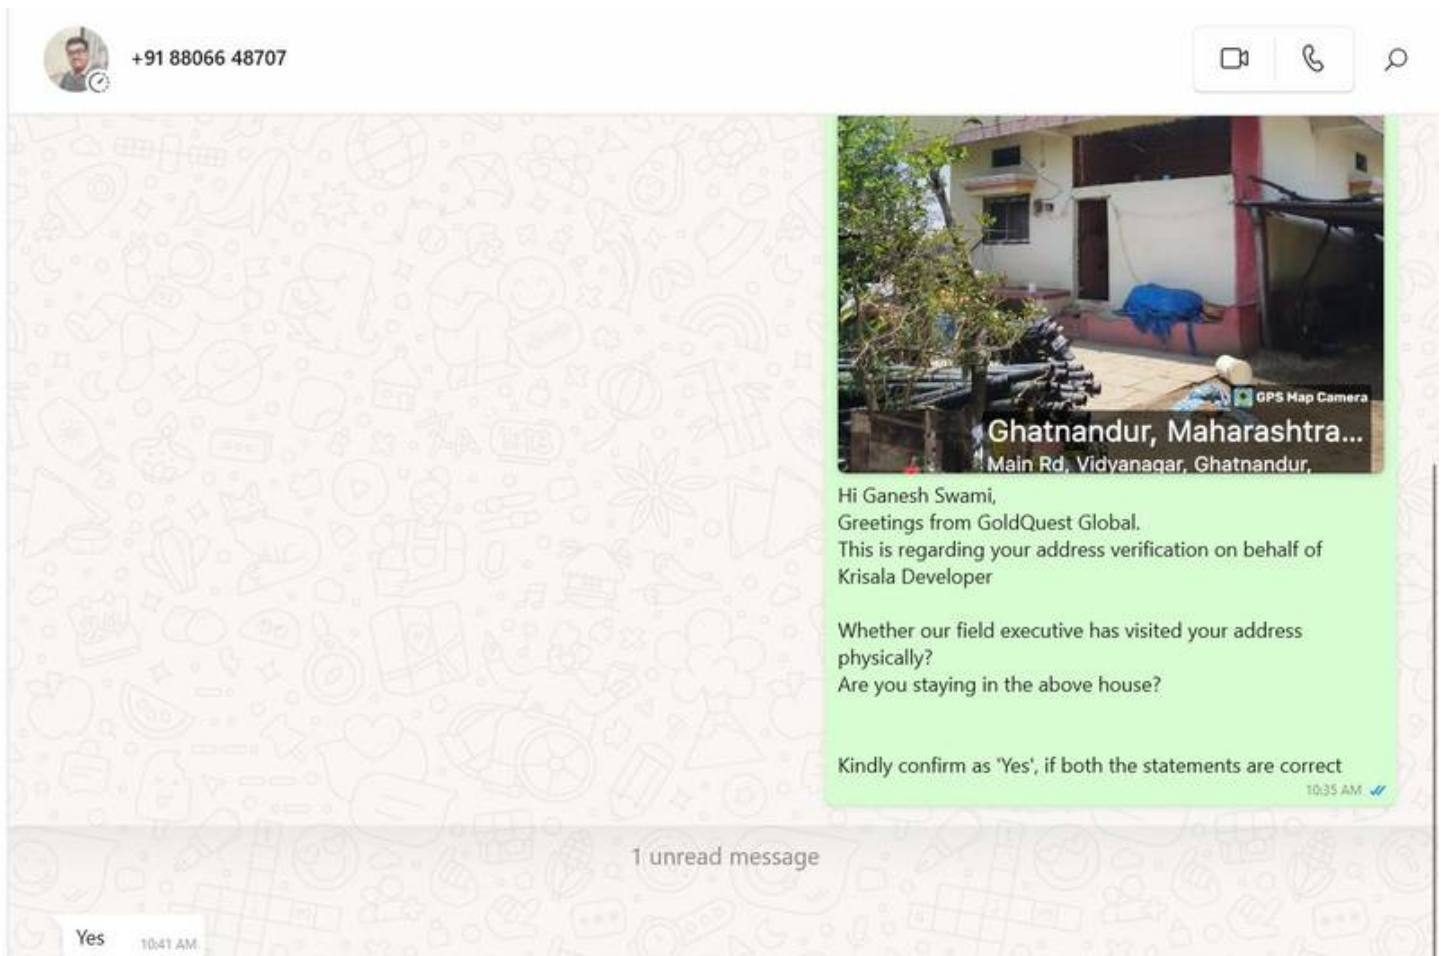 +91 88066 48707
GPS Map Camera
Ghatnandur, Maharashtra...
Main Rd, Vidyanagar, Ghatnandur,
Hi Ganesh Swami,
Greetings from GoldQuest Global.
This is regarding your address verification on behalf of
Krisala Developer
Whether our field executive has visited your address
physically?
Are you staying in the above house?
Kindly confirm as 'Yes', if both the statements are correct
10:35 AM
1 unread message
Yes
10:41 AM